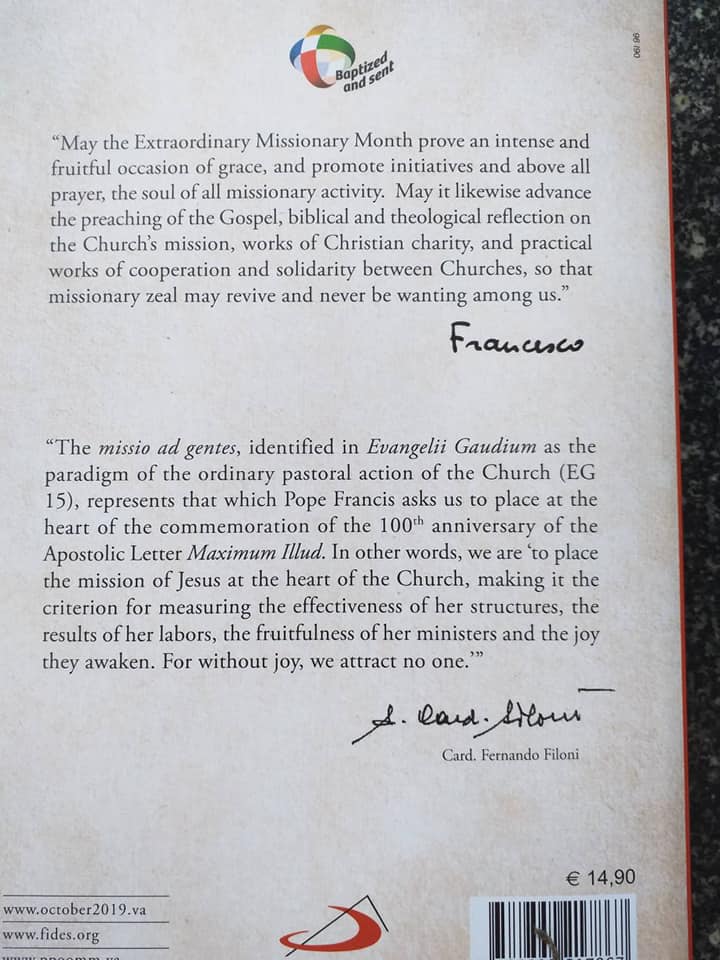 96 I90
Baptized
and sent
“May the Extraordinary Missionary Month prove an intense and
fruitful occasion of grace, and promote initiatives and above all
prayer, the soul of all missionary activity. May it likewise advance
the preaching of the Gospel, biblical and theological reflection on
the Church’s mission, works of Christian charity, and practical
works of cooperation and solidarity between Churches, so that
missionary zeal may revive and never be wanting among us.”
Francesco
“The missio ad gentes, identified in Evangelii Gaudium as the
paradigm of the ordinary pastoral action of the Church (EG
15), represents that which Pope Francis asks us to place at the
heart of the commemoration of the 100th anniversary of the
Apostolic Letter Maximum Illud. In other words, we are ‘to place
the mission of Jesus at the heart of the Church, making it the
criterion for measuring the effectiveness of her structures, the
results of her labors, the fruitfulness of her ministers and the joy
they awaken. For without joy, we attract no one.’”
Card. Filoni
Card. Fernando Filoni
€ 14,90
www.october2019.va
www.fides.org